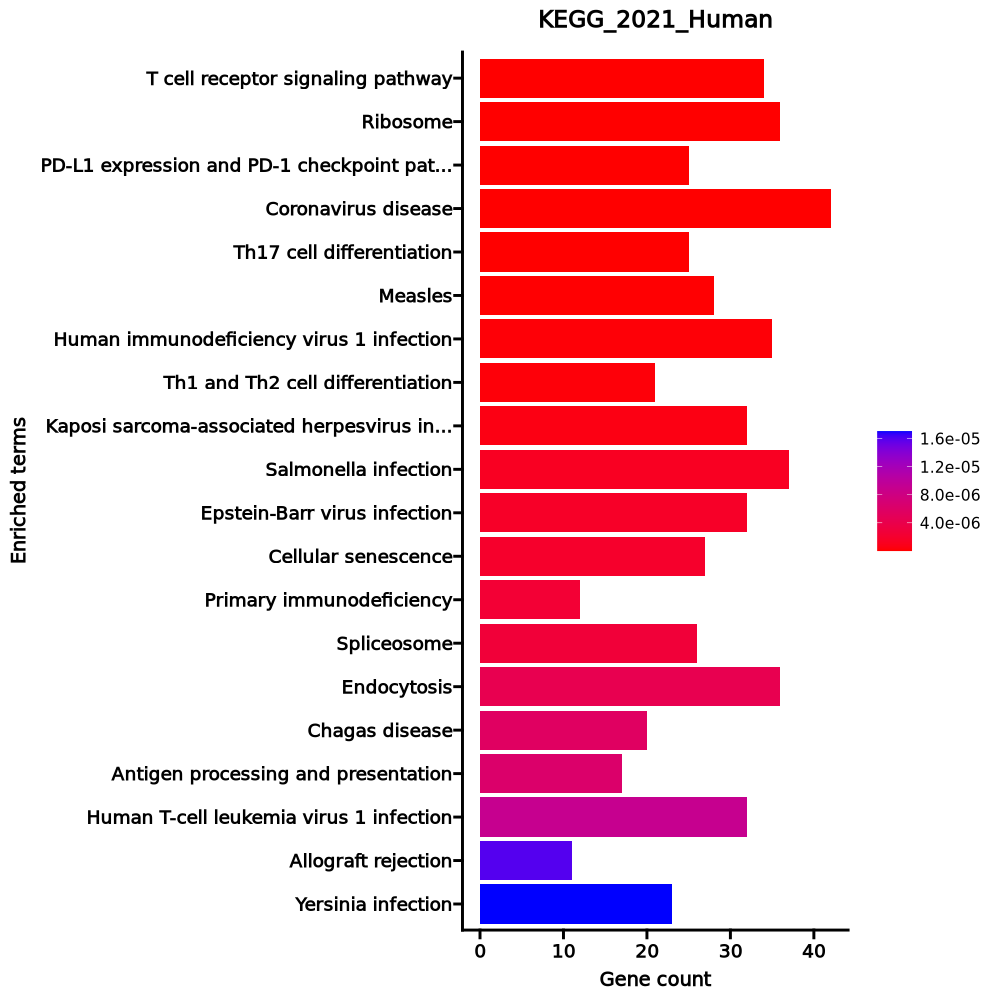 KEGG_2021_Human
T cell receptor signaling pathway
Ribosome
PD-L1 expression and PD-1 checkpoint pat...
Coronavirus disease
Th17 cell differentiation
Measles
Human immunodeficiency virus 1 infection
Th1 and Th2 cell differentiation
Kaposi sarcoma-associated herpesvirus in...
Salmonella infection
Epstein-Barr virus infection
Cellular senescence
Primary immunodeficiency
Spliceosome
Endocytosis
Chagas disease
Antigen processing and presentation
Human T-cell leukemia virus 1 infection
Allograft rejection
Yersinia infection
Enriched terms
0 10 20 30 40
Gene count
1.6e-05
1.2e-05
8.0e-06
4.0e-06